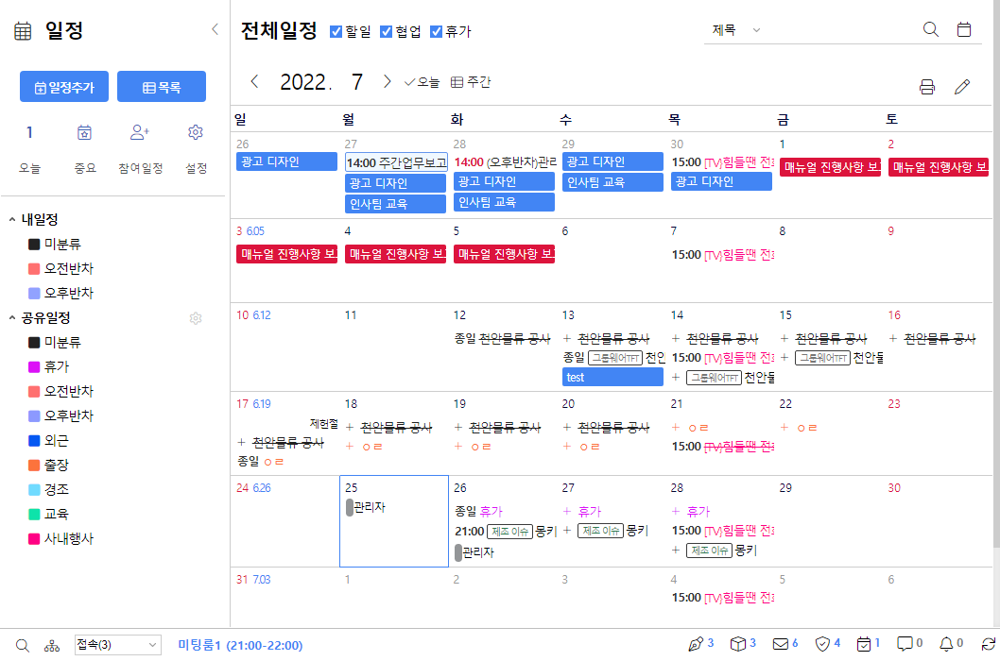 일정
일정추가 목록
1
오늘 중요 참여일정 설정
내일정
미분류
오전반차
오후반차
공유일정
미분류
휴가
오전반차
오후반차
외근
출장
경조
교육
사내행사
전체일정 할일 협업 휴가 제목
2022. 7 오늘 주간
일 월 화 수 목 금 토
26 27 28 29 30 1 2
광고 디자인 14:00 주간업무보고 14:00 (오후반차)관리 광고 디자인 15:00 [TV]힘들땐 매뉴얼 진행사항 매뉴얼 진행사항
광고 디자인 광고 디자인 인사팀 교육 광고 디자인
인사팀 교육 인사팀 교육
3 6.05 4 5 6 7 8 9
매뉴얼 진행사항 매뉴얼 진행사항 매뉴얼 진행사항 15:00 [TV]힘들땐
10 6.12 11 12 13 14 15 16
종일 천안물류 공사 + 천안물류 공사 + 천안물류 공사 + 천안물류 공사 + 천안물류 공사
종일 그룹웨어TFT 15:00 [TV]힘들땐 + 그룹웨어TFT
test + 그룹웨어TFT
17 6.19 18 19 20 21 22 23
제헌절 + 천안물류 공사 + 천안물류 공사 + 천안물류 공사 + ㅇㄹ + ㅇㄹ
+ 천안물류 공사 + ㅇㄹ + ㅇㄹ + ㅇㄹ 15:00 [TV]힘들땐
종일 ㅇㄹ
24 6.26 25 26 27 28 29 30
관리자 종일 휴가 + 휴가 + 휴가
21:00 제조 이슈 몽키 + 제조 이슈 몽키 15:00 [TV]힘들땐
관리자 + 제조 이슈 몽키
31 7.03 1 2 3 4 5 6
15:00 [TV]힘들땐
접속(3) 미팅룸1 (21:00-22:00) 3 3 6 4 1 0 0